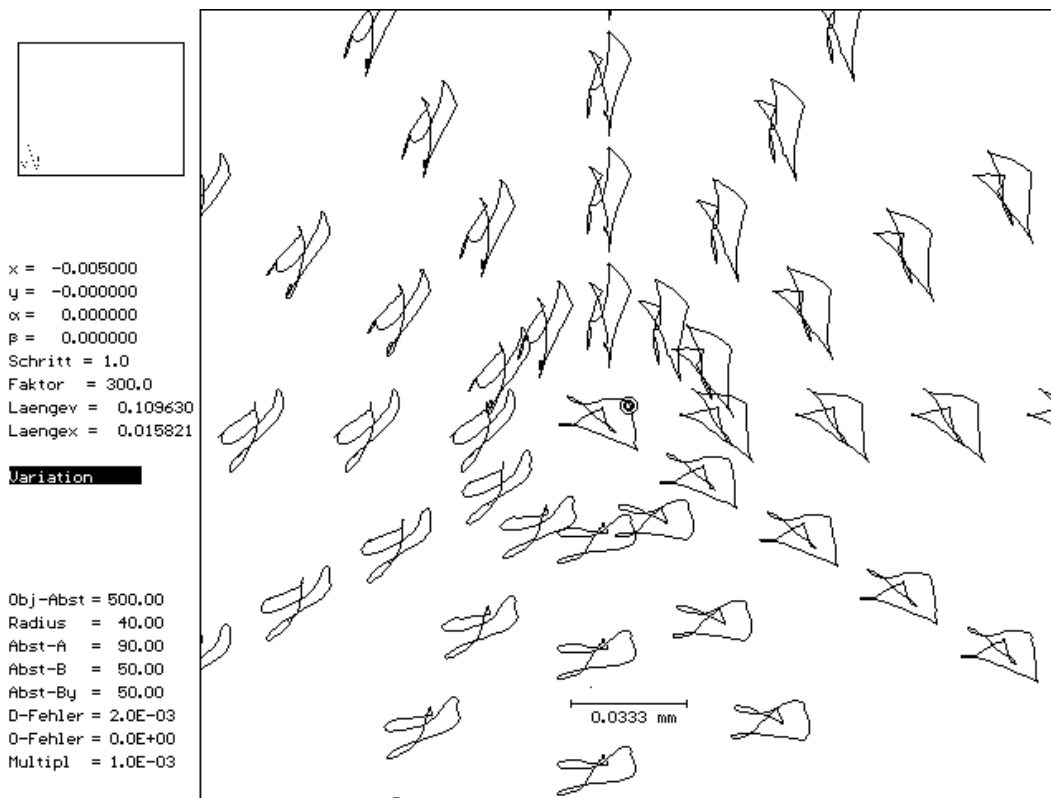 x = -0.005000
y = -0.000000
α = 0.000000
β = 0.000000
Schritt = 1.0
Faktor = 300.0
Laengev = 0.109630
Laengex = 0.015821
Variation
Obj-Abst = 500.00
Radius = 40.00
Abst-A = 90.00
Abst-B = 50.00
Abst-By = 50.00
D-Fehler = 2.0E-03
O-Fehler = 0.0E+00
Multipl = 1.0E-03
0.0333 mm